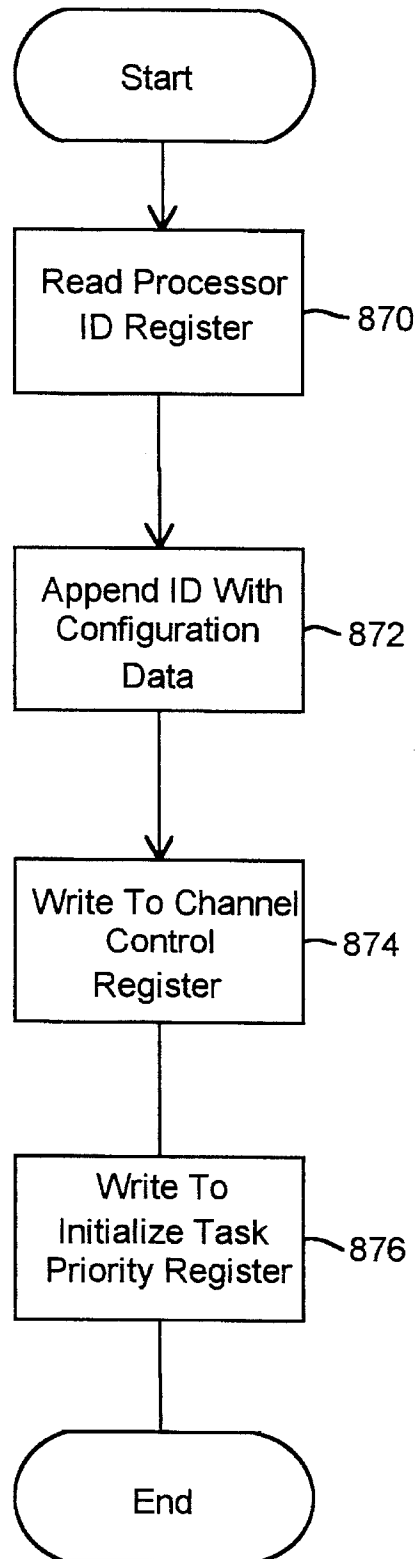 Start
Read Processor
ID Register
870
Append ID With
Configuration
Data
872
Write To Channel
Control
Register
874
Write To
Initialize Task
Priority Register
876
End